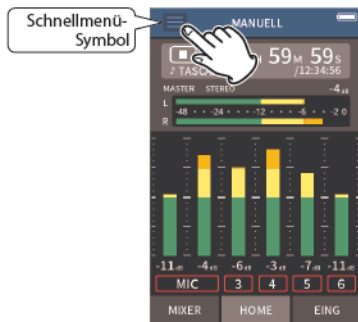 Schnellmenü-
Symbol
MANUELL
59M 59S
♪ TASCAM
/12:34:56
MASTER STEREO -4dB
L
-48 -24 -12 -6 -2 0
R
-11dB -4dB -6dB -3dB -7dB -11dB
MIC 3 4 5 6
MIXER HOME EING